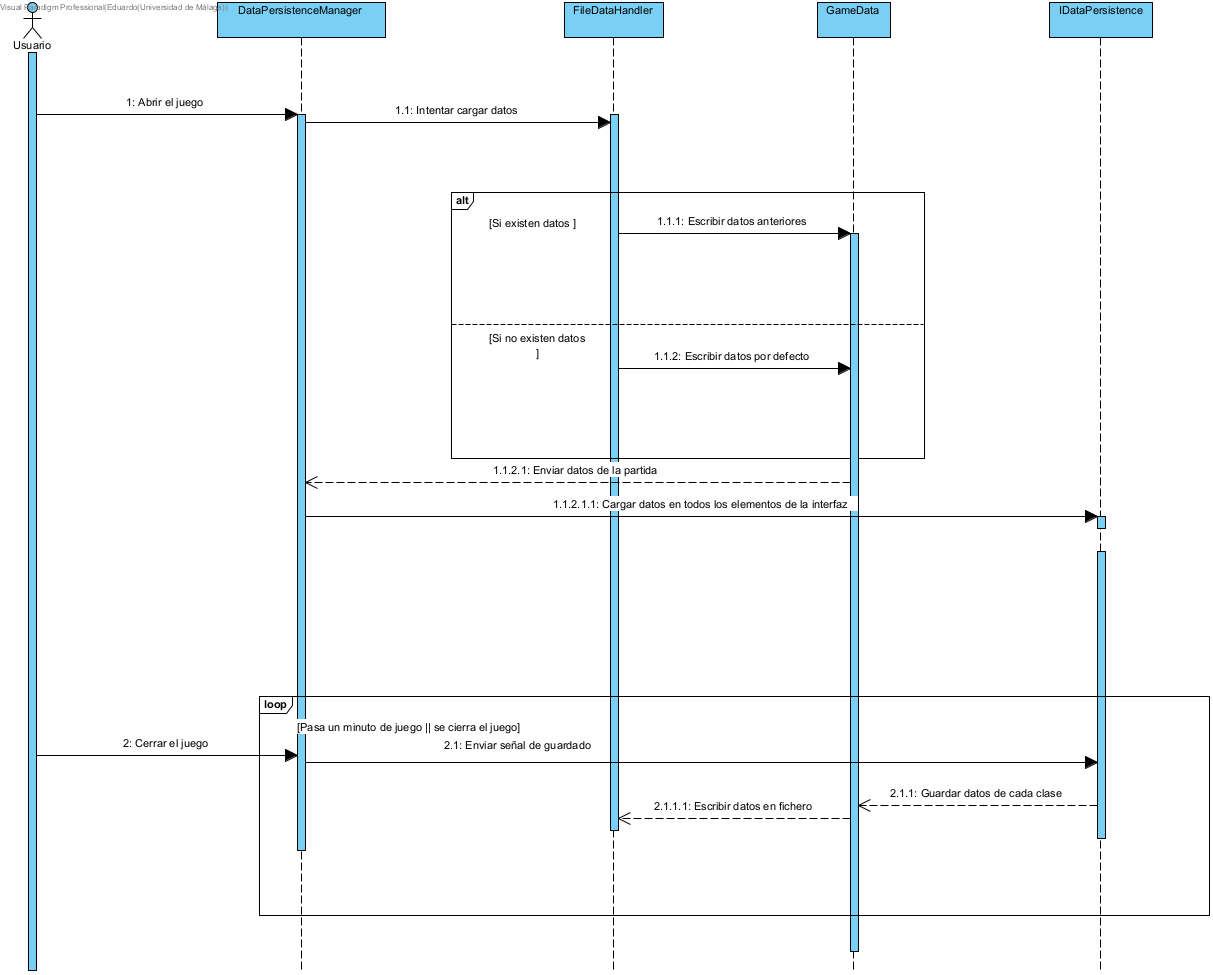 Visual Paradigm Professional(Eduardo(Universidad de Málaga))
Usuario
DataPersistenceManager
FileDataHandler
GameData
IDataPersistence
1: Abrir el juego
1.1: Intentar cargar datos
alt
[Si existen datos ]
1.1.1: Escribir datos anteriores
[Si no existen datos
]
1.1.2: Escribir datos por defecto
1.1.2.1: Enviar datos de la partida
1.1.2.1.1: Cargar datos en todos los elementos de la interfaz
loop
[Pasa un minuto de juego || se cierra el juego]
2: Cerrar el juego
2.1: Enviar señal de guardado
2.1.1: Guardar datos de cada clase
2.1.1.1: Escribir datos en fichero